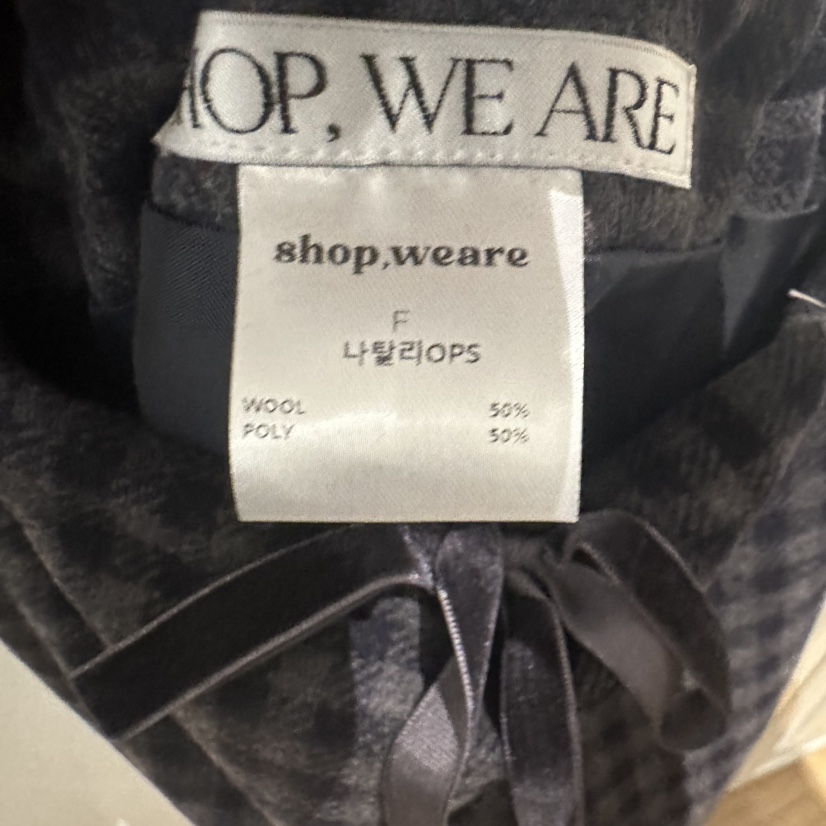 HOP, WE ARE
shop,weare
F
나탈리OPS
WOOL 50%
POLY 50%